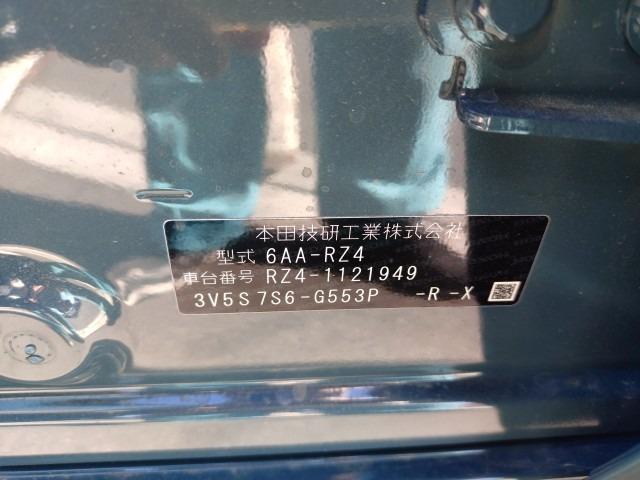 本田技研工業株式会社
型式 6AA-RZ4
車台番号 RZ4-1121949
3V5S7S6-G553P -R -X